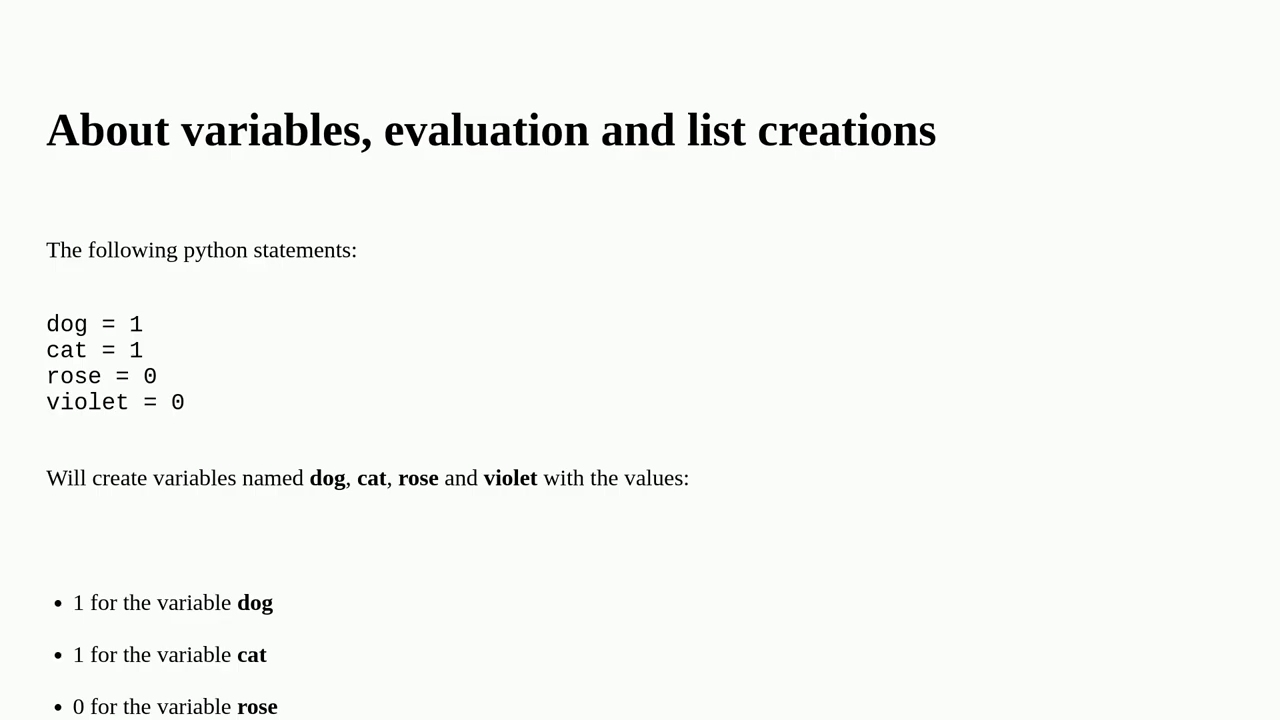 About variables, evaluation and list creations
The following python statements:
dog = 1
cat = 1
rose = 0
violet = 0
Will create variables named dog, cat, rose and violet with the values:
• 1 for the variable dog
• 1 for the variable cat
• 0 for the variable rose